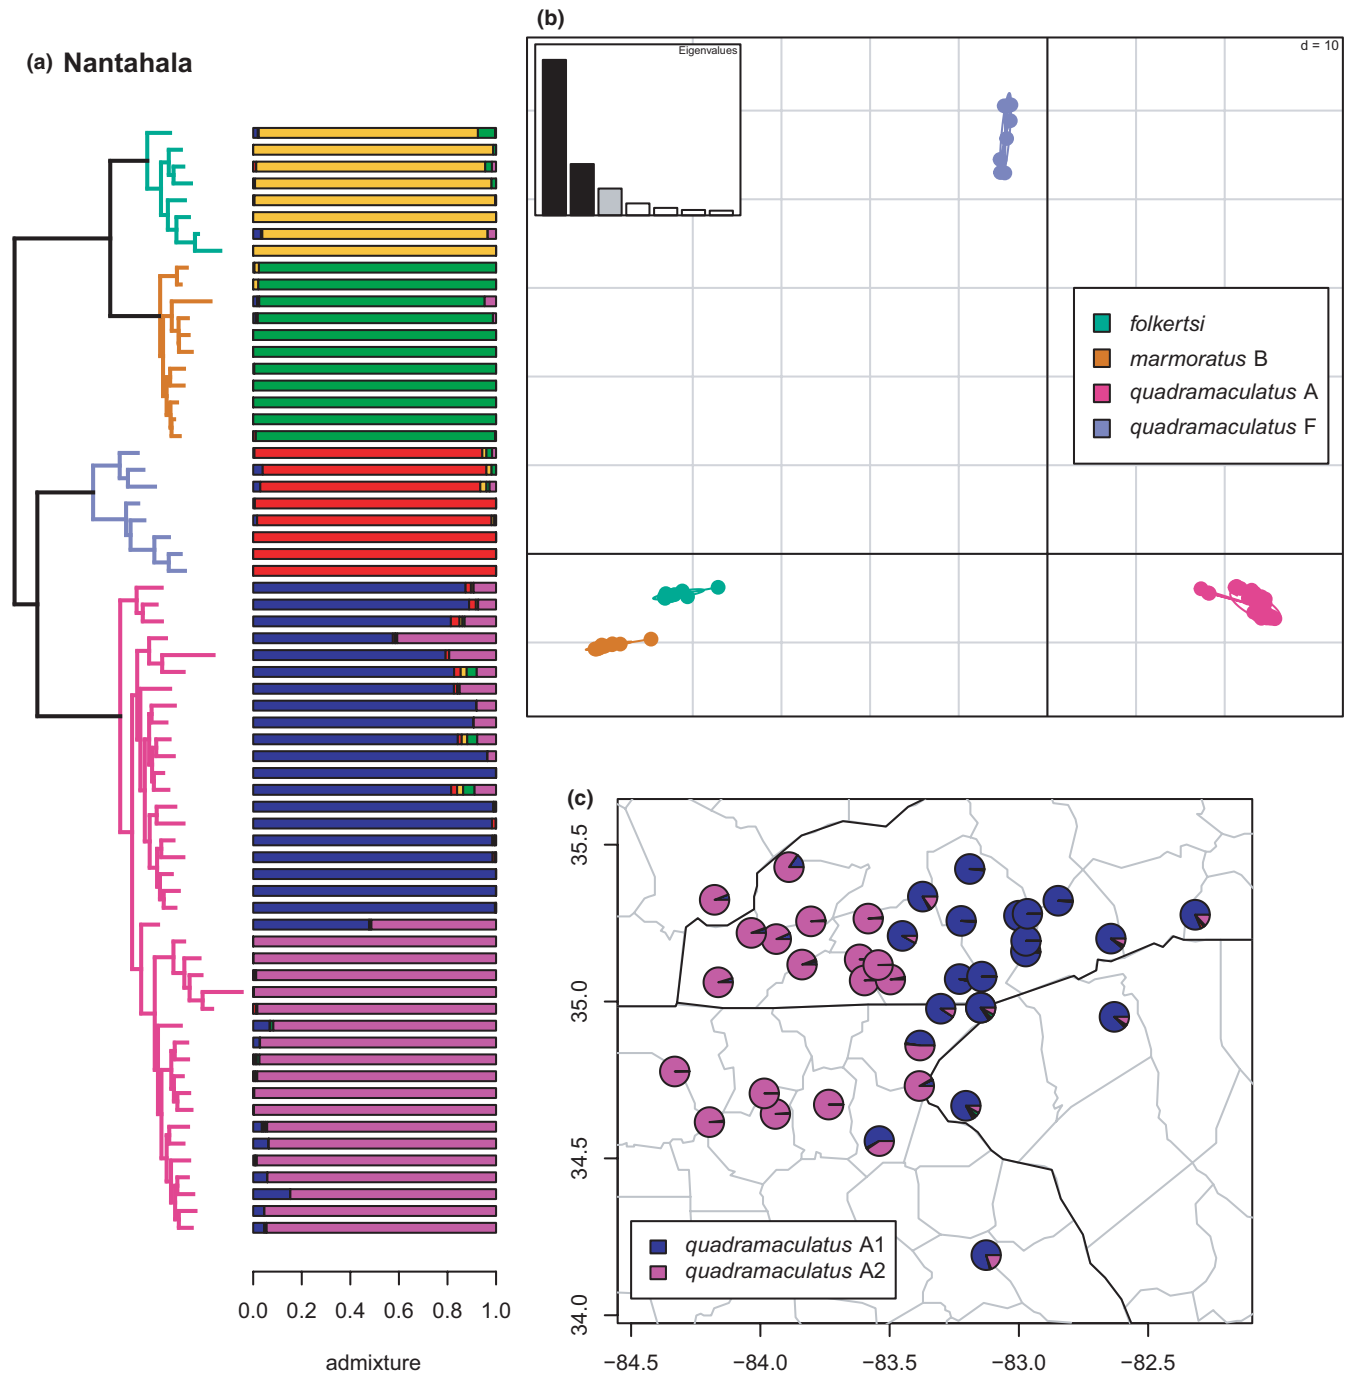 (a) Nantahala
0.0 0.2 0.4 0.6 0.8 1.0
admixture
(b)
Eigenvalues
d = 10
folkertsi
marmoratus B
quadramaculatus A
quadramaculatus F
(c)
35.5
35.0
34.5
34.0
quadramaculatus A1
quadramaculatus A2
−84.5 −84.0 −83.5 −83.0 −82.5